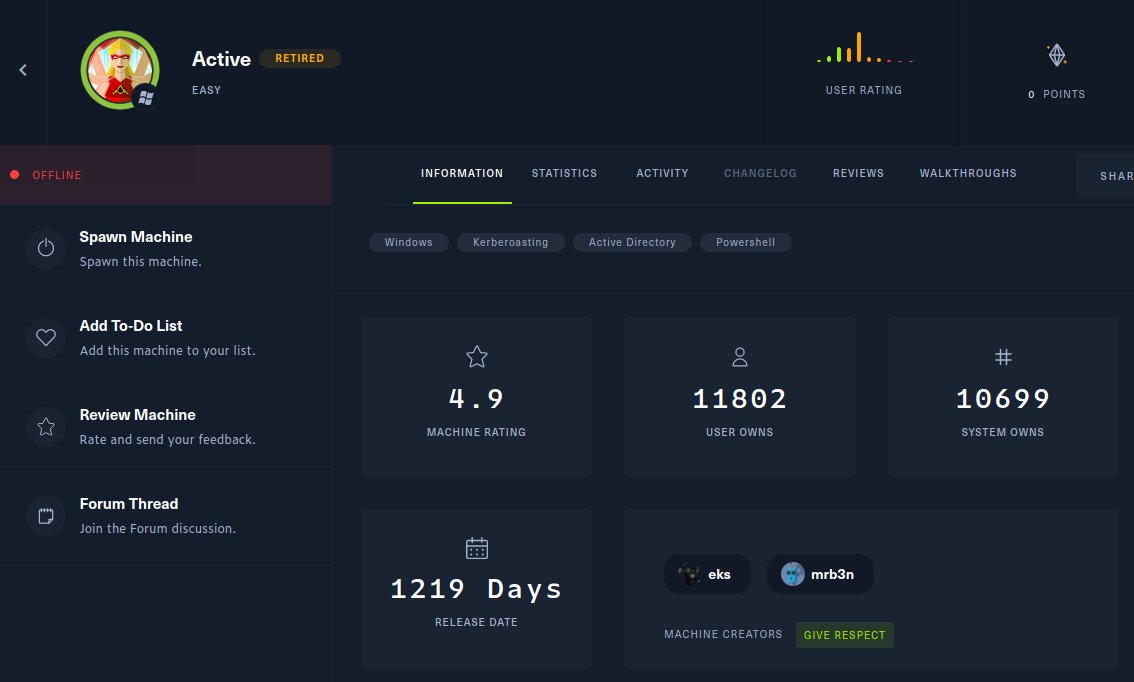 Active RETIRED
EASY
USER RATING
0 POINTS
OFFLINE
INFORMATION STATISTICS ACTIVITY CHANGELOG REVIEWS WALKTHROUGHS SHAR
Spawn Machine
Spawn this machine.
Add To-Do List
Add this machine to your list.
Review Machine
Rate and send your feedback.
Forum Thread
Join the Forum discussion.
Windows Kerberoasting Active Directory Powershell
4.9
MACHINE RATING
11802
USER OWNS
10699
SYSTEM OWNS
1219 Days
RELEASE DATE
eks mrb3n
MACHINE CREATORS GIVE RESPECT